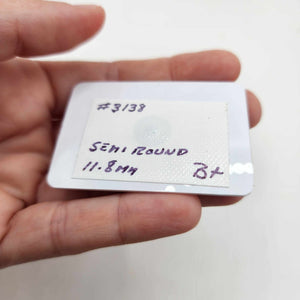 #3138
SEMI ROUND
11.8MM B+